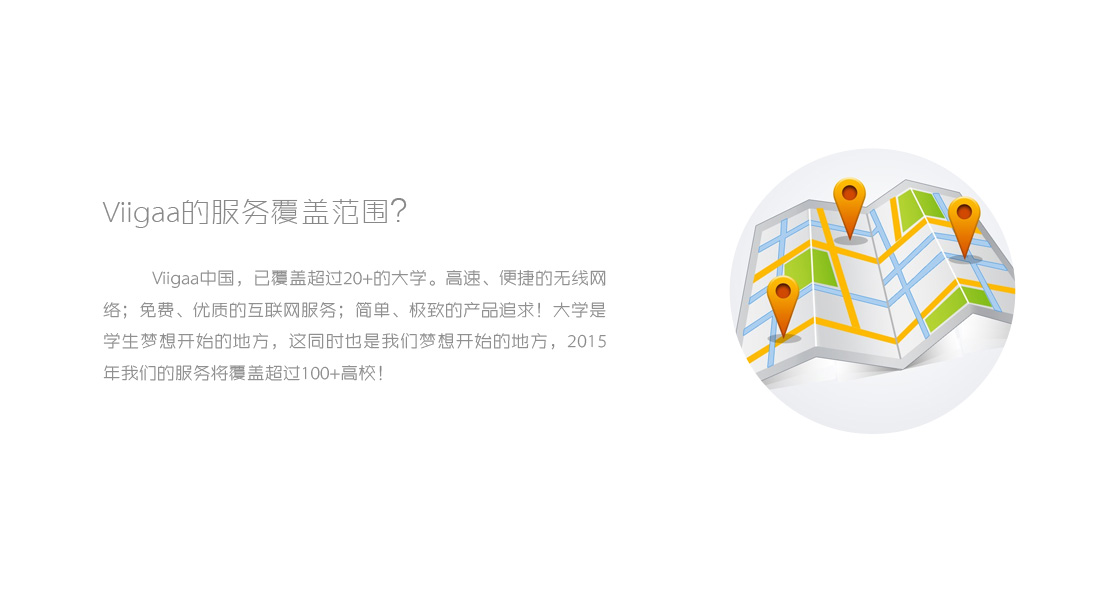 Viigaa的服务覆盖范围？
Viigaa中国，已覆盖超过20+的大学。高速、便捷的无线网
络；免费、优质的互联网服务；简单、极致的产品追求！大学是
学生梦想开始的地方，这同时也是我们梦想开始的地方，2015
年我们的服务将覆盖超过100+高校！